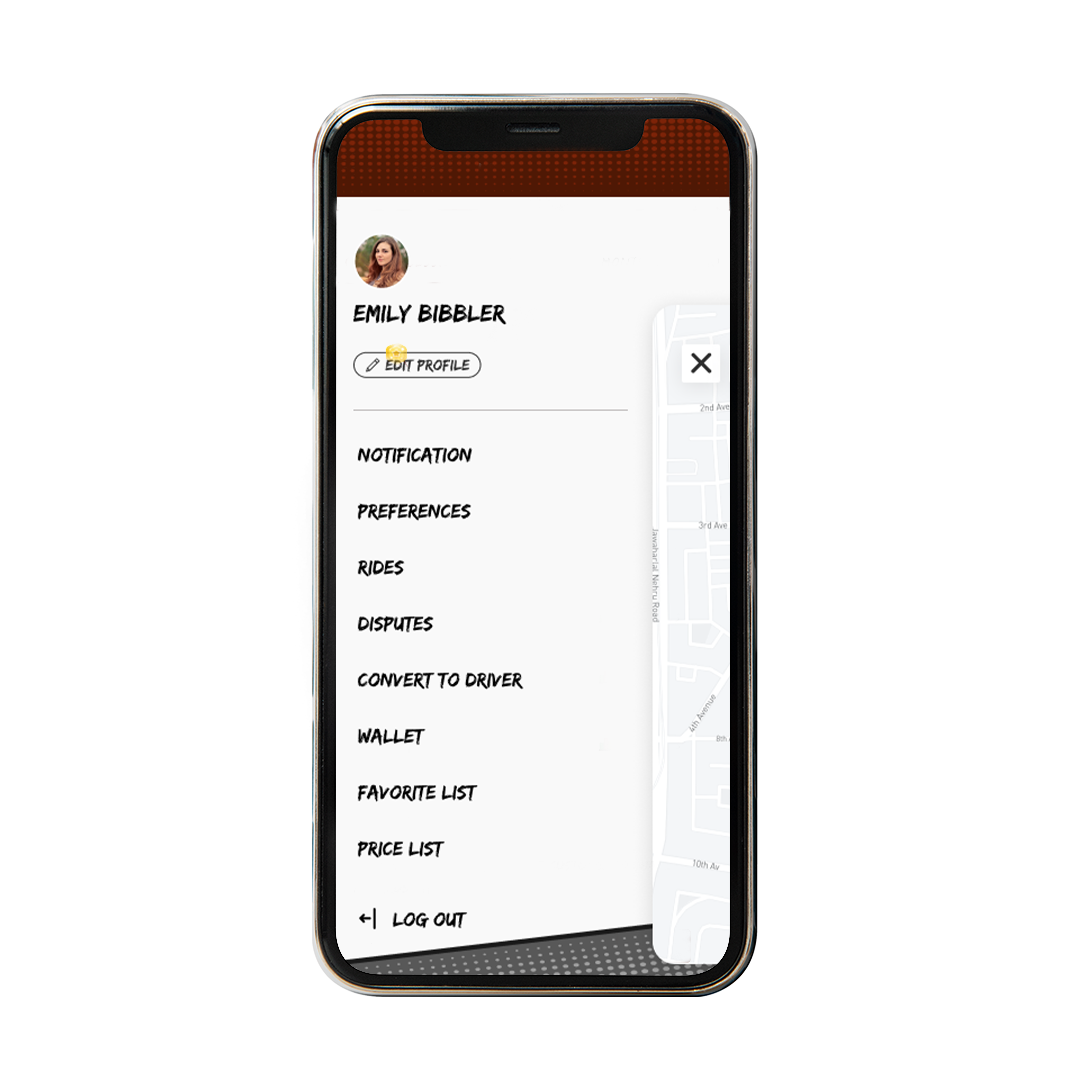 EMILY BIBBLER
EDIT PROFILE
NOTIFICATION
PREFERENCES
RIDES
DISPUTES
CONVERT TO DRIVER
WALLET
FAVORITE LIST
PRICE LIST
LOG OUT
2nd Ave
3rd Ave
Jawaharlal Nehru Road
4th Avenue
8th
10th Av